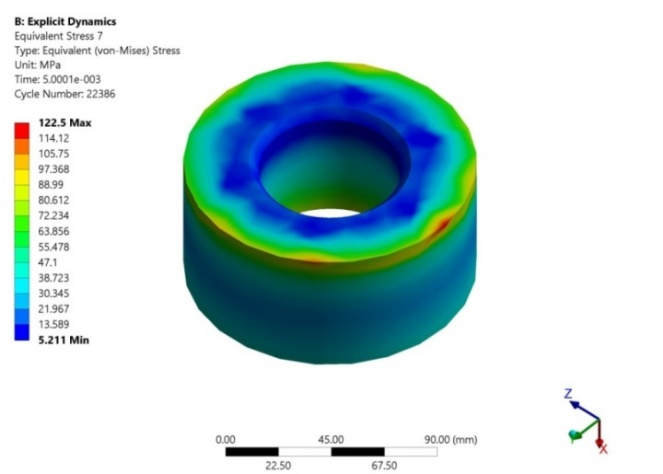 B: Explicit Dynamics
Equivalent Stress 7
Type: Equivalent (von-Mises) Stress
Unit: MPa
Time: 5.0001e-003
Cycle Number: 22386
122.5 Max
114.12
105.75
97.368
88.99
80.612
72.234
63.856
55.478
47.1
38.723
30.345
21.967
13.589
5.211 Min
0.00 45.00 90.00 (mm)
22.50 67.50
Z
Y
X